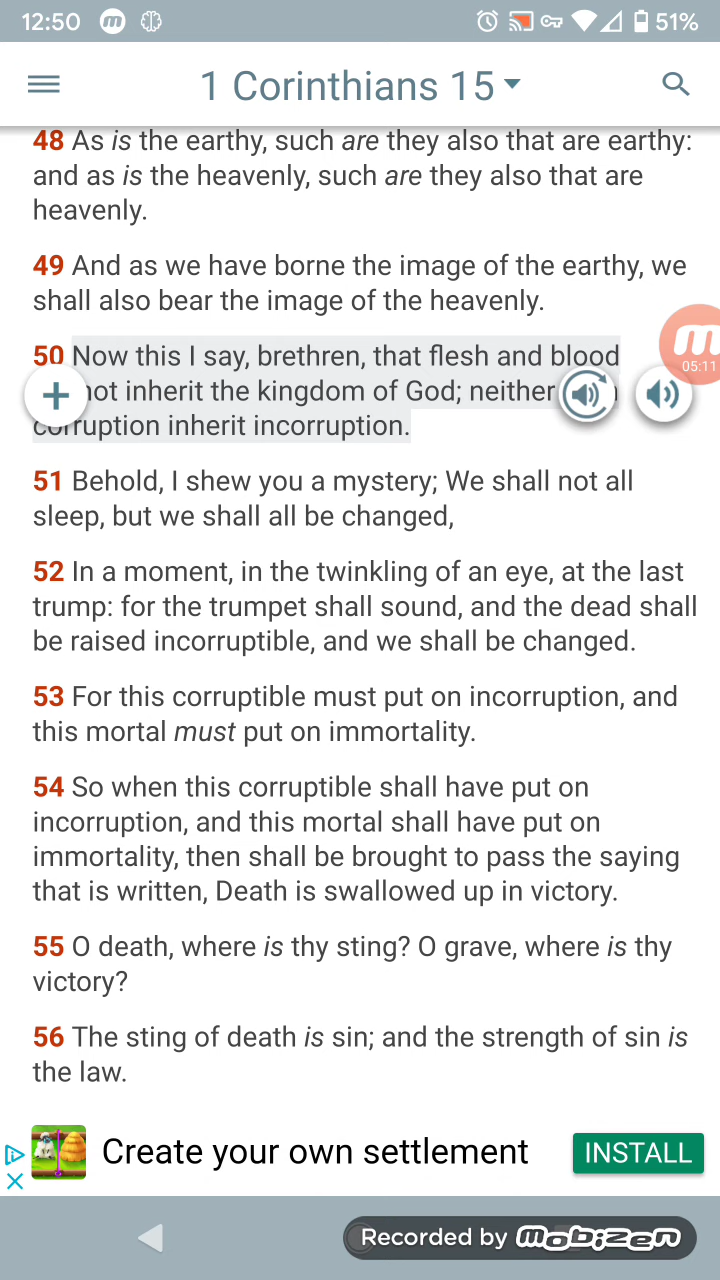 12:50
51%
1 Corinthians 15
48 As is the earthy, such are they also that are earthy:
and as is the heavenly, such are they also that are
heavenly.
49 And as we have borne the image of the earthy, we
shall also bear the image of the heavenly.
50 Now this I say, brethren, that flesh and blood
not inherit the kingdom of God; neither
corruption inherit incorruption.
05:11
51 Behold, I shew you a mystery; We shall not all
sleep, but we shall all be changed,
52 In a moment, in the twinkling of an eye, at the last
trump: for the trumpet shall sound, and the dead shall
be raised incorruptible, and we shall be changed.
53 For this corruptible must put on incorruption, and
this mortal must put on immortality.
54 So when this corruptible shall have put on
incorruption, and this mortal shall have put on
immortality, then shall be brought to pass the saying
that is written, Death is swallowed up in victory.
55 O death, where is thy sting? O grave, where is thy
victory?
56 The sting of death is sin; and the strength of sin is
the law.
Create your own settlement
INSTALL
Recorded by mobizen